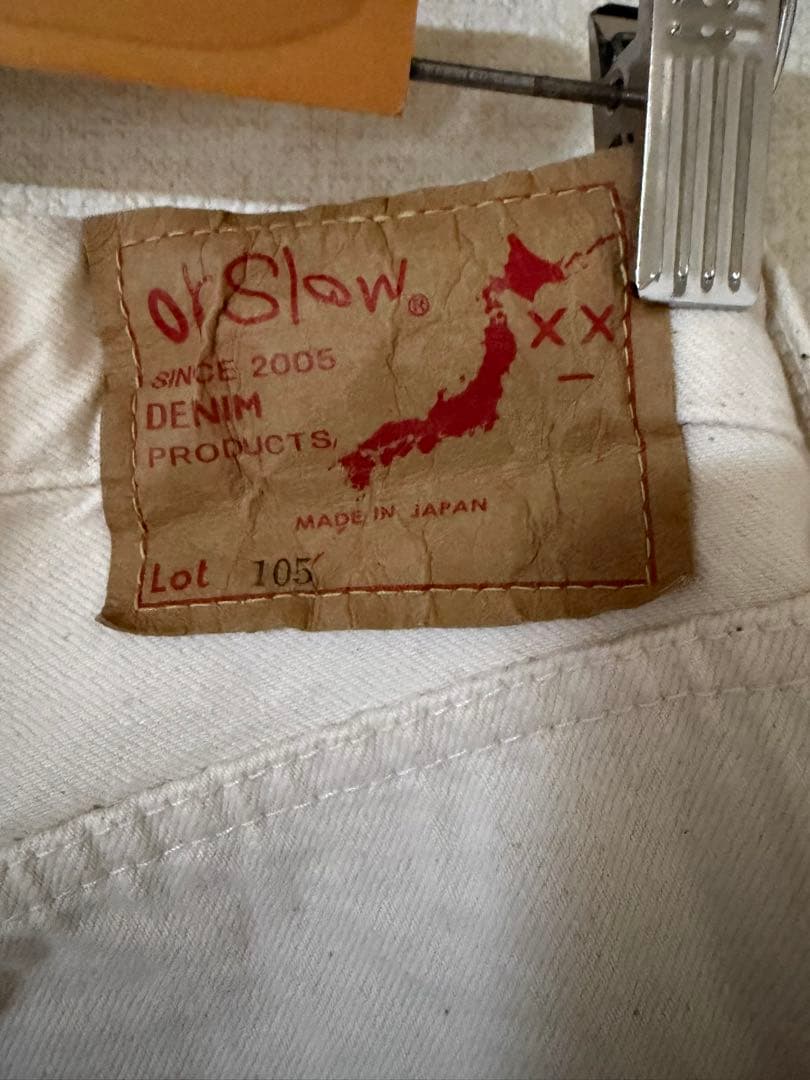 orSlow®
SINCE 2005
DENIM
PRODUCTS,
XX
–
MADE IN JAPAN
Lot 105